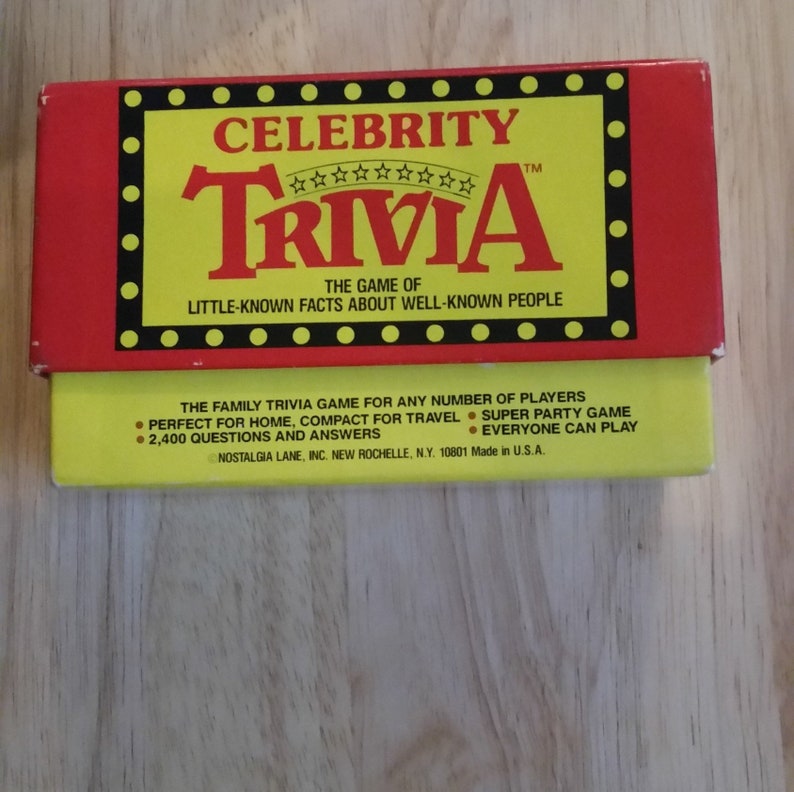 CELEBRITY
TRIVIA™
THE GAME OF
LITTLE-KNOWN FACTS ABOUT WELL-KNOWN PEOPLE
THE FAMILY TRIVIA GAME FOR ANY NUMBER OF PLAYERS
• PERFECT FOR HOME, COMPACT FOR TRAVEL • SUPER PARTY GAME
• 2,400 QUESTIONS AND ANSWERS • EVERYONE CAN PLAY
©NOSTALGIA LANE, INC. NEW ROCHELLE, N.Y. 10801 Made in U.S.A.